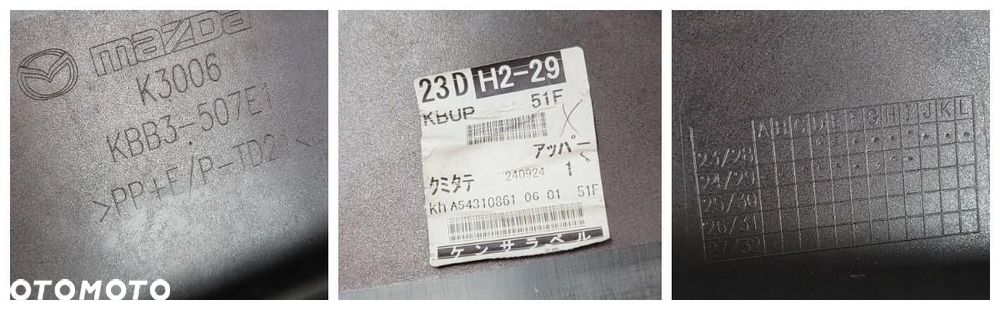 mazda
K3006
KBB3-507E1
>PP+E/P-TD2<
23D H2-29
KBUP 51F
アッパー
クミタテ 240924 1
Kh A54310861 06 01 51F
ケンサラベル
A B C D E F G H I J K L
23/28
24/29
25/30
26/31
27/32
OTOMOTO